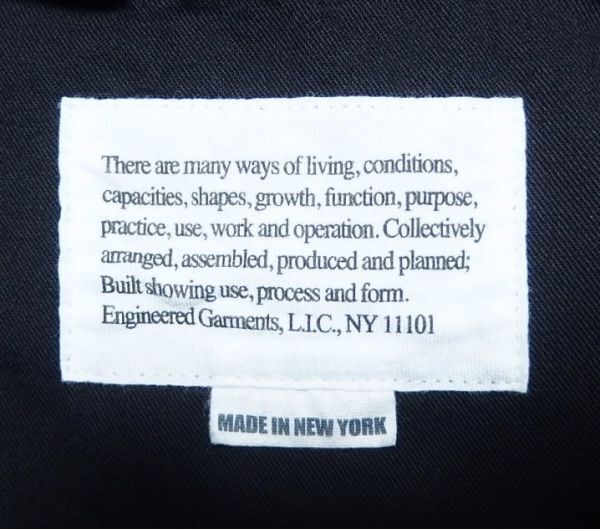 There are many ways of living, conditions,
capacities, shapes, growth, function, purpose,
practice, use, work and operation. Collectively
arranged, assembled, produced and planned;
Built showing use, process and form.
Engineered Garments, L.I.C., NY 11101
MADE IN NEW YORK